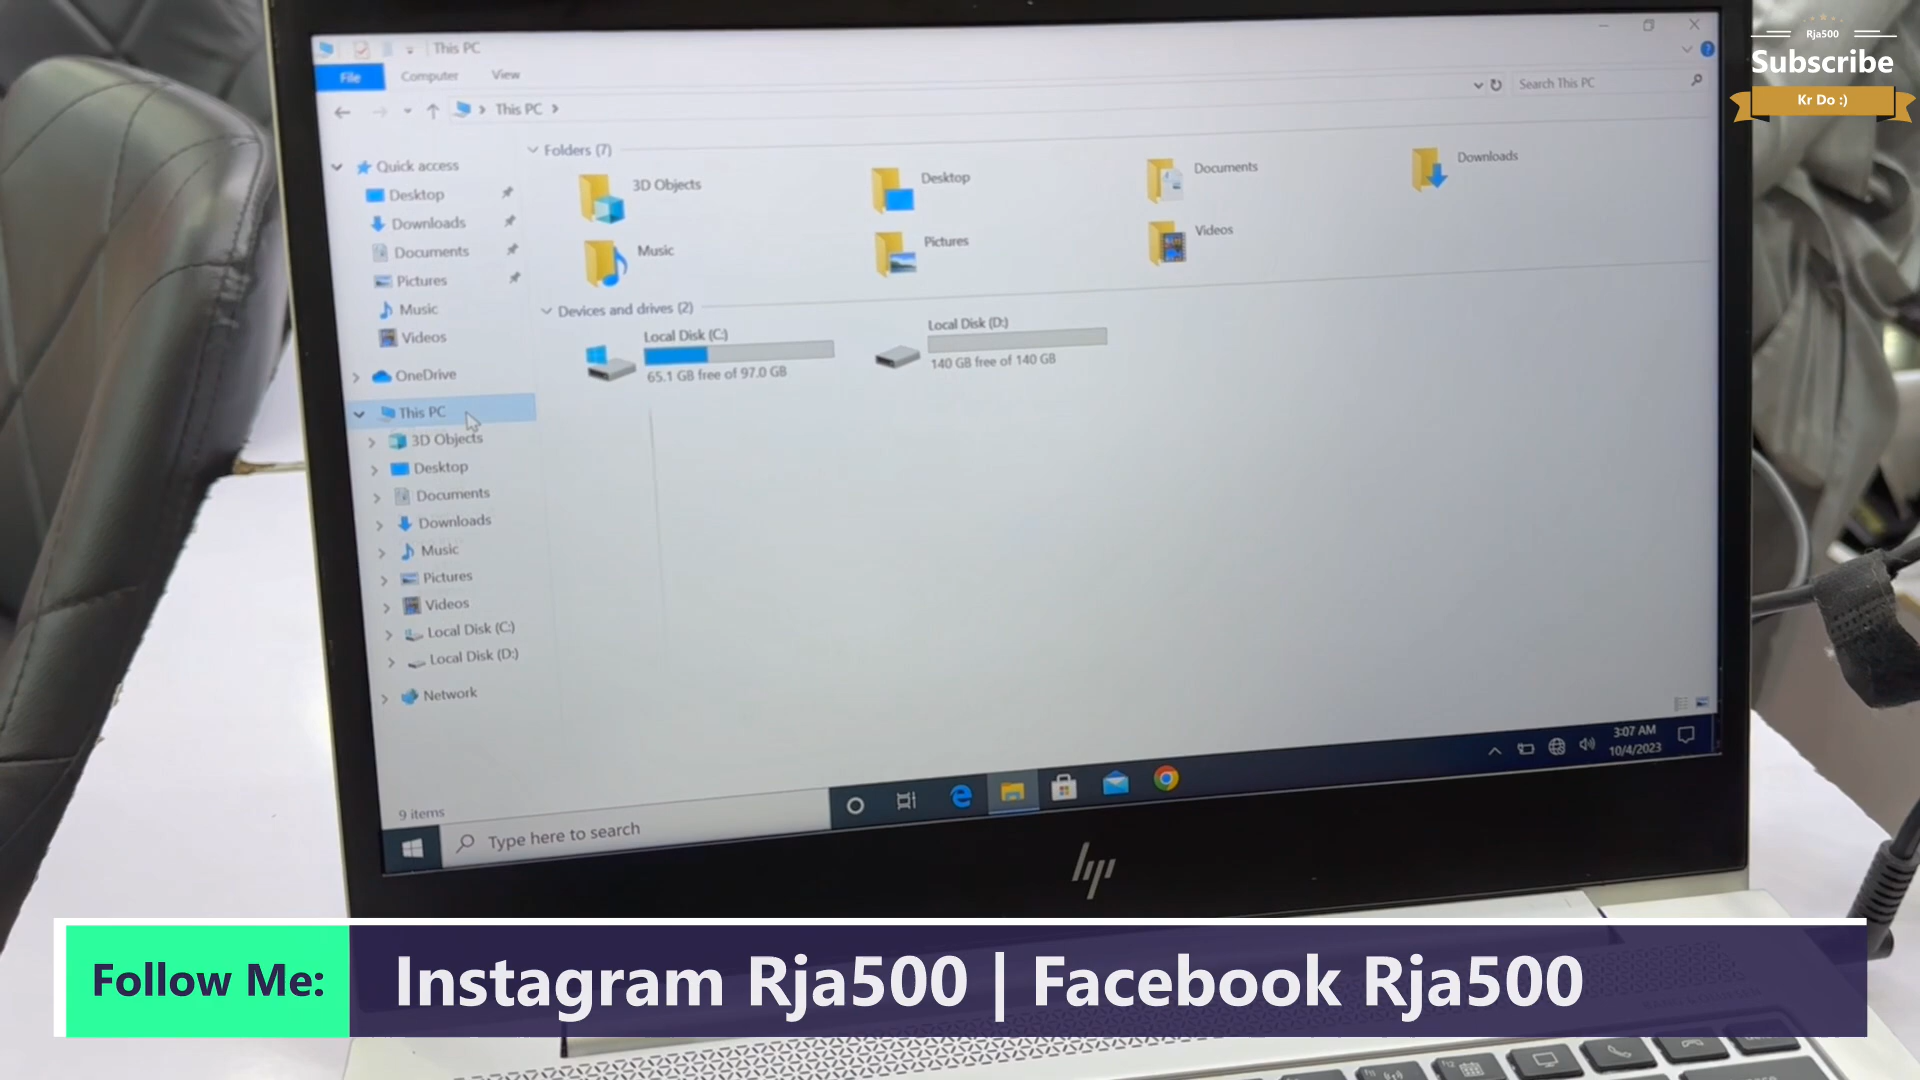 This PC
File Computer View
This PC
Search This PC
Quick access
Desktop
Downloads
Documents
Pictures
Music
Videos
OneDrive
This PC
3D Objects
Desktop
Documents
Downloads
Music
Pictures
Videos
Local Disk (C:)
Local Disk (D:)
Network
Folders (7)
3D Objects
Desktop
Documents
Downloads
Music
Pictures
Videos
Devices and drives (2)
Local Disk (C:)
65.1 GB free of 97.0 GB
Local Disk (D:)
140 GB free of 140 GB
9 items
Type here to search
3:07 AM
10/4/2023
hp
Rja500
Subscribe
Kr Do :)
Follow Me: Instagram Rja500 | Facebook Rja500